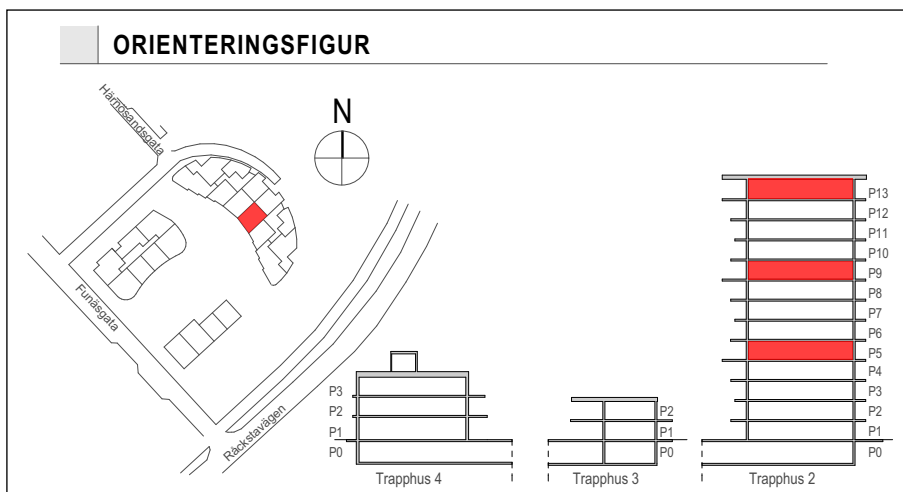 ORIENTERINGSFIGUR
Härnösandsgata
N
Funäsgata
Råckstavägen
P3
P2
P1
P0
Trapphus 4
P2
P1
P0
Trapphus 3
P13
P12
P11
P10
P9
P8
P7
P6
P5
P4
P3
P2
P1
P0
Trapphus 2